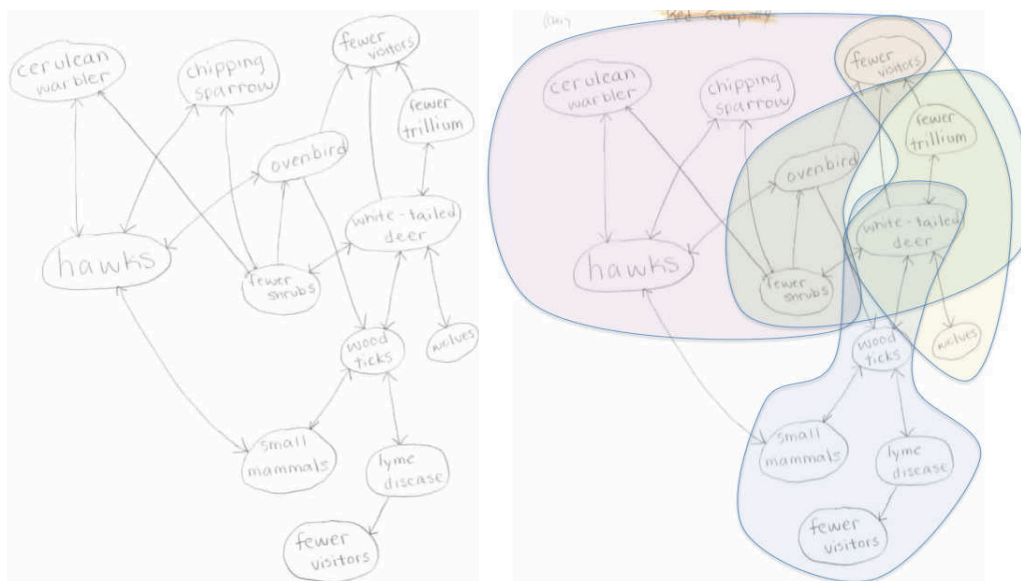 cerulean
warbler
chipping
sparrow
fewer
visitors
fewer
trillium
ovenbird
white-tailed
deer
hawks
fewer
shrubs
wood
ticks
wolves
small
mammals
lyme
disease
fewer
visitors
Red Group
fewer
visitors
cerulean
warbler
chipping
sparrow
fewer
trillium
ovenbird
white-tailed
deer
hawks
fewer
shrubs
wood
ticks
wolves
small
mammals
lyme
disease
fewer
visitors